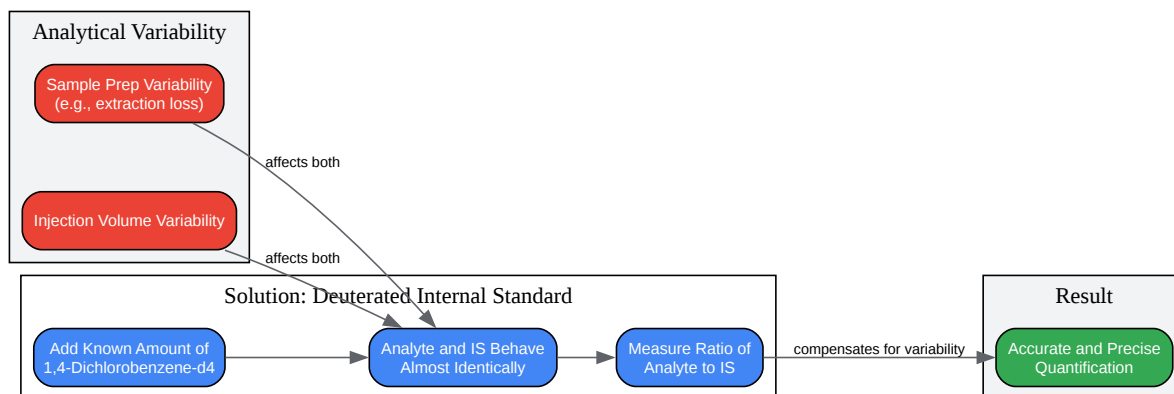 Analytical Variability
Sample Prep Variability
(e.g., extraction loss)
affects both
Injection Volume Variability
affects both
Solution: Deuterated Internal Standard
Result
Add Known Amount of
1,4-Dichlorobenzene-d4
Analyte and IS Behave
Almost Identically
Measure Ratio of
Analyte to IS
compensates for variability
Accurate and Precise
Quantification